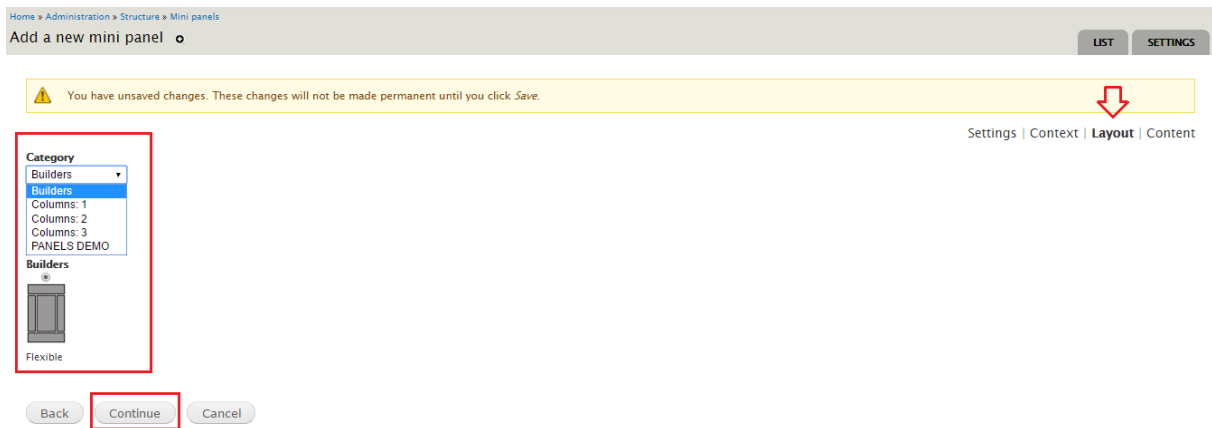 Home » Administration » Structure » Mini panels
Add a new mini panel
LIST SETTINGS
You have unsaved changes. These changes will not be made permanent until you click Save.
Settings | Context | Layout | Content
Category
Builders
Builders
Columns: 1
Columns: 2
Columns: 3
PANELS DEMO
Builders
Flexible
Back Continue Cancel